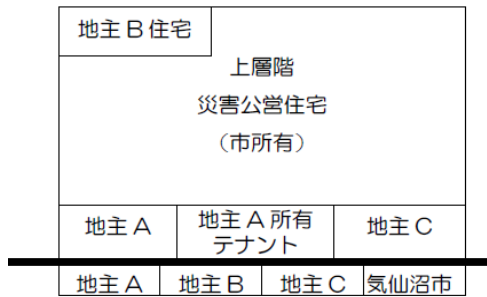 地主B住宅
上層階
災害公営住宅
（市所有）
地主A
地主A所有
テナント
地主C
地主A
地主B
地主C
気仙沼市